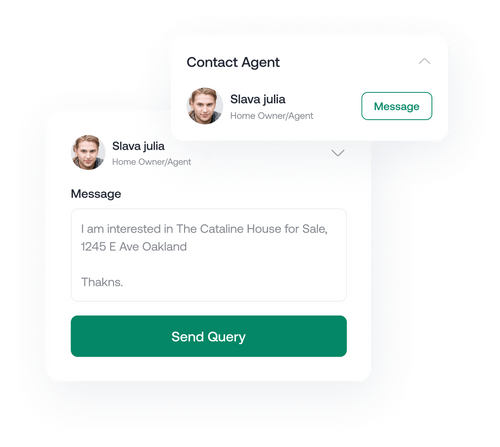 Contact Agent
Slava julia
Home Owner/Agent
Message
Slava julia
Home Owner/Agent
Message
I am interested in The Cataline House for Sale,
1245 E Ave Oakland
Thakns.
Send Query